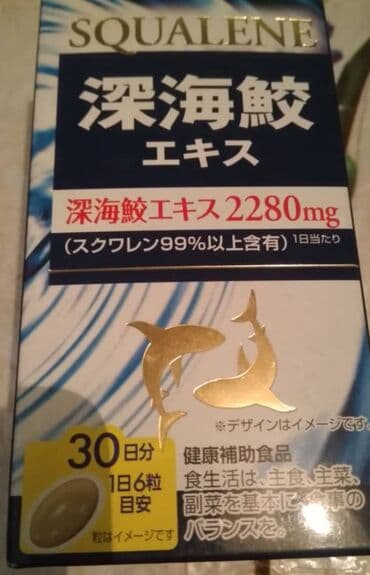 SQUALENE
深海鮫
エキス
深海鮫エキス2280mg
(スクワレン99%以上含有) 1日当たり
※デザインはイメージです。
30日分
1日6粒
目安
粒はイメージです
健康補助食品
食生活は、主食、主菜、
副菜を基本に、食事の
バランスを。